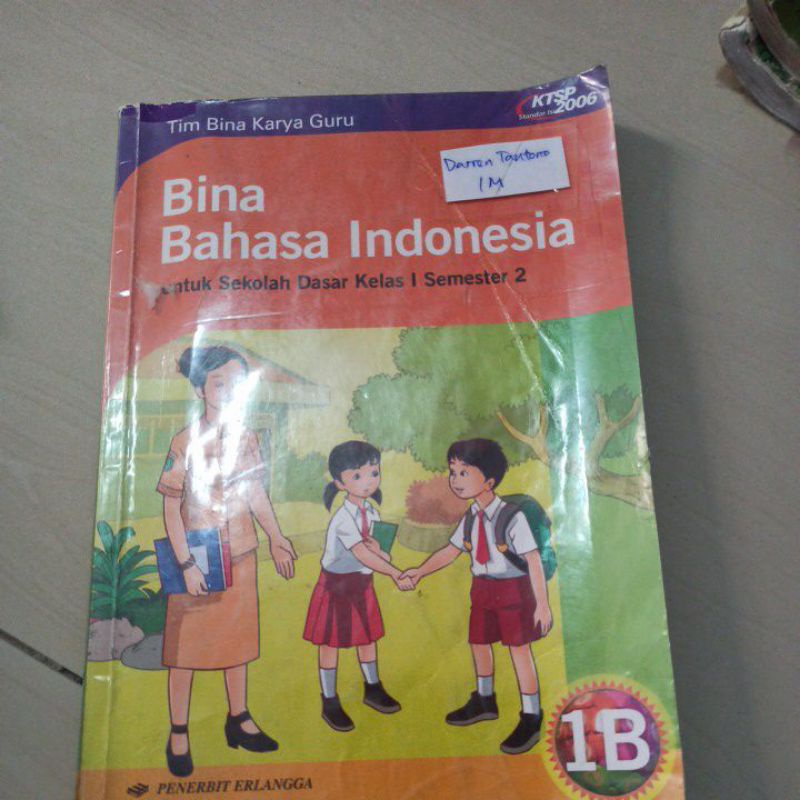 Tim Bina Karya Guru
KTSP
2006
Standar Isi
Darren Tantono
1M
Bina
Bahasa Indonesia
untuk Sekolah Dasar Kelas I Semester 2
1B
PENERBIT ERLANGGA